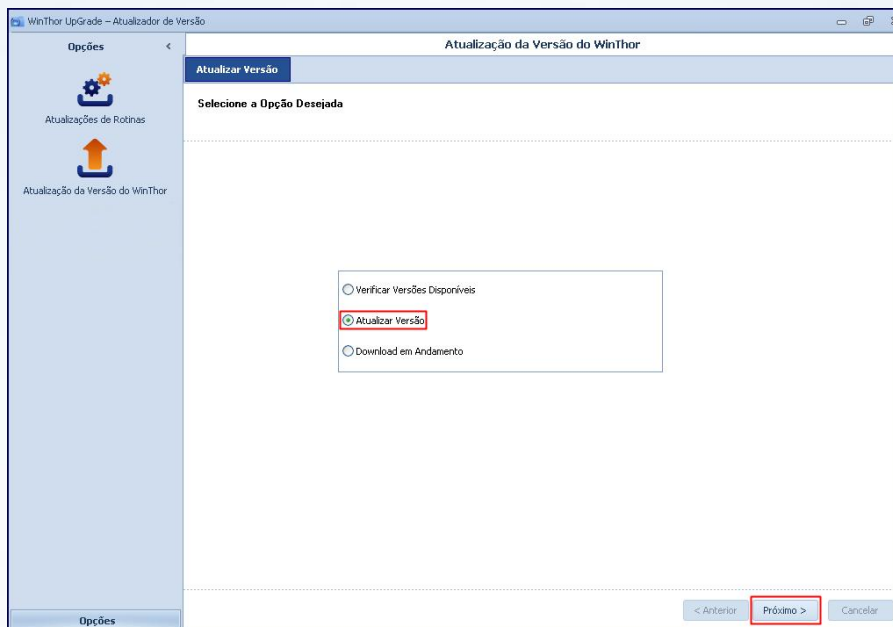 WinThor UpGrade – Atualizador de Versão
Opções <
Atualização da Versão do WinThor
Atualizar Versão
Selecione a Opção Desejada
Atualizações de Rotinas
Atualização da Versão do WinThor
Verificar Versões Disponíveis
Atualizar Versão
Download em Andamento
< Anterior
Próximo >
Cancelar
Opções